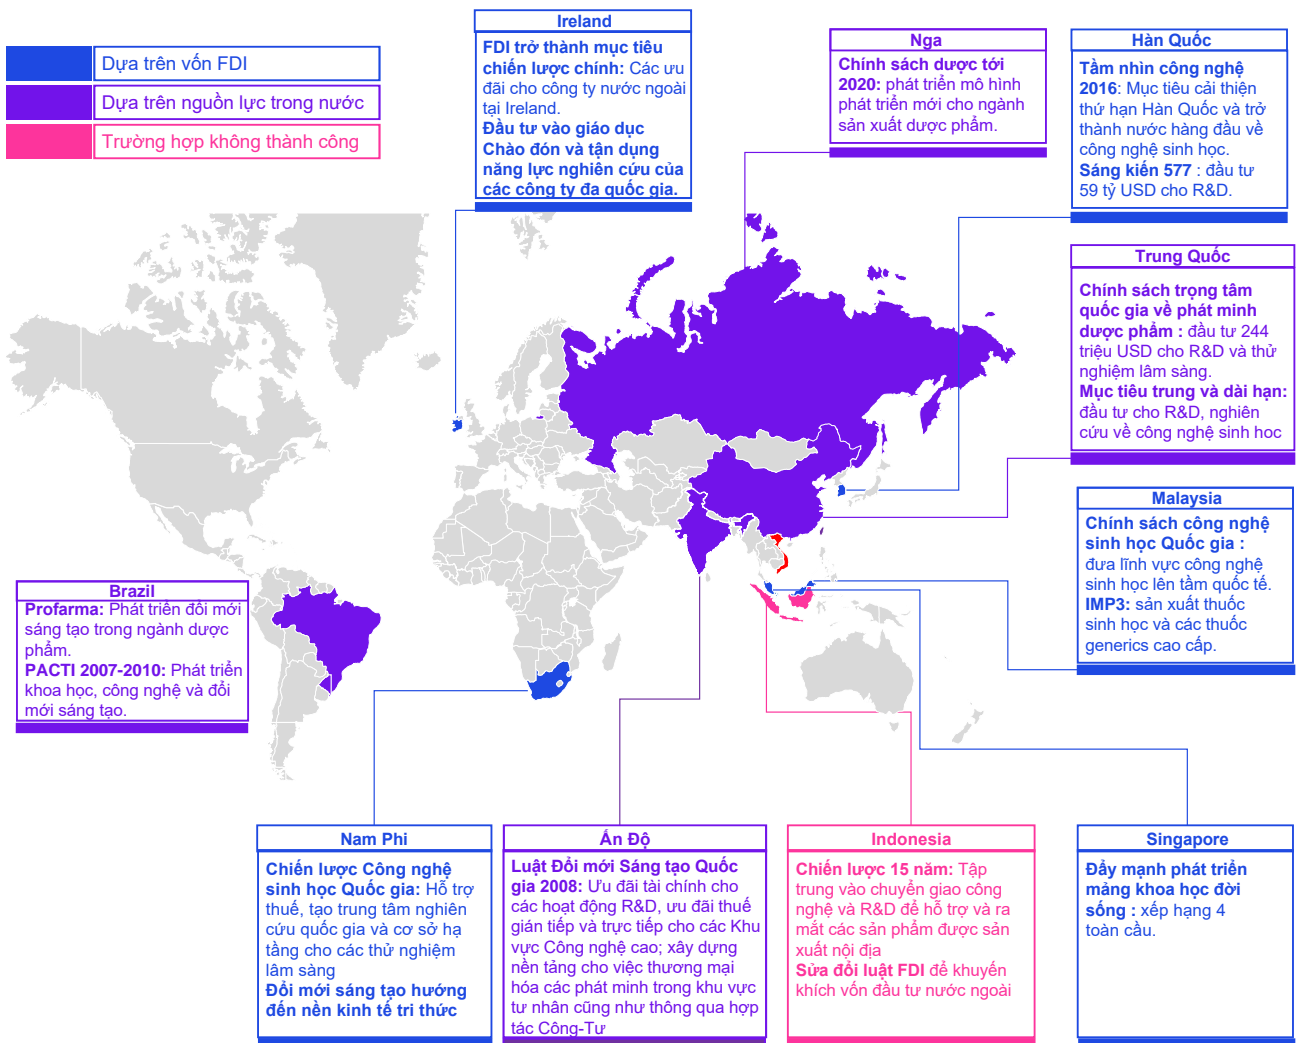 Dựa trên vốn FDI
Dựa trên nguồn lực trong nước
Trường hợp không thành công
Ireland
FDI trở thành mục tiêu
chiến lược chính: Các ưu
đãi cho công ty nước ngoài
tại Ireland.
Đầu tư vào giáo dục
Chào đón và tận dụng
năng lực nghiên cứu của
các công ty đa quốc gia.
Nga
Chính sách dược tới
2020: phát triển mô hình
phát triển mới cho ngành
sản xuất dược phẩm.
Hàn Quốc
Tầm nhìn công nghệ
2016: Mục tiêu cải thiện
thứ hạn Hàn Quốc và trở
thành nước hàng đầu về
công nghệ sinh học.
Sáng kiến 577 : đầu tư
59 tỷ USD cho R&D.
Trung Quốc
Chính sách trọng tâm
quốc gia về phát minh
dược phẩm : đầu tư 244
triệu USD cho R&D và thử
nghiệm lâm sàng.
Mục tiêu trung và dài hạn:
đầu tư cho R&D, nghiên
cứu về công nghệ sinh hoc
Malaysia
Chính sách công nghệ
sinh học Quốc gia :
đưa lĩnh vực công nghệ
sinh học lên tầm quốc tế.
IMP3: sản xuất thuốc
sinh học và các thuốc
generics cao cấp.
Brazil
Profarma: Phát triển đổi mới
sáng tạo trong ngành dược
phẩm.
PACTI 2007-2010: Phát triển
khoa học, công nghệ và đổi
mới sáng tạo.
Nam Phi
Chiến lược Công nghệ
sinh học Quốc gia: Hỗ trợ
thuế, tạo trung tâm nghiên
cứu quốc gia và cơ sở hạ
tầng cho các thử nghiệm
lâm sàng
Đổi mới sáng tạo hướng
đến nền kinh tế tri thức
Ấn Độ
Luật Đổi mới Sáng tạo Quốc
gia 2008: Ưu đãi tài chính cho
các hoạt động R&D, ưu đãi thuế
gián tiếp và trực tiếp cho các Khu
vực Công nghệ cao; xây dựng
nền tảng cho việc thương mại
hóa các phát minh trong khu vực
tư nhân cũng như thông qua hợp
tác Công-Tư
Indonesia
Chiến lược 15 năm: Tập
trung vào chuyển giao công
nghệ và R&D để hỗ trợ và ra
mắt các sản phẩm được sản
xuất nội địa
Sửa đổi luật FDI để khuyến
khích vốn đầu tư nước ngoài
Singapore
Đẩy mạnh phát triển
mảng khoa học đời
sống : xếp hạng 4
toàn cầu.